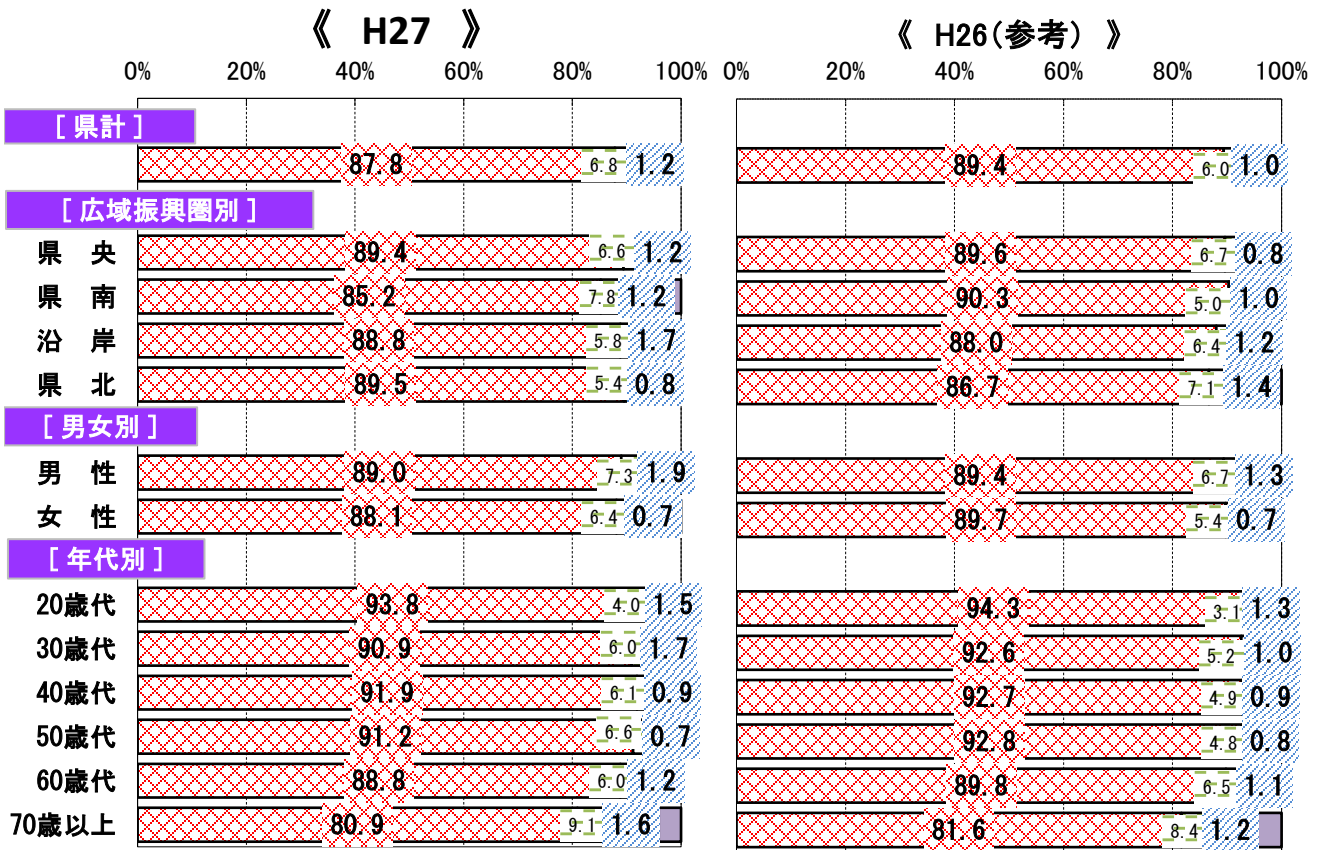 《 H27 》 《 H26(参考) 》
0% 20% 40% 60% 80% 100% 0% 20% 40% 60% 80% 100%
[ 県計 ]
87.8 6.8 1.2 89.4 6.0 1.0
[ 広域振興圏別 ]
県 央 89.4 6.6 1.2 89.6 6.7 0.8
県 南 85.2 7.8 1.2 90.3 5.0 1.0
沿 岸 88.8 5.8 1.7 88.0 6.4 1.2
県 北 89.5 5.4 0.8 86.7 7.1 1.4
[ 男女別 ]
男 性 89.0 7.3 1.9 89.4 6.7 1.3
女 性 88.1 6.4 0.7 89.7 5.4 0.7
[ 年代別 ]
20歳代 93.8 4.0 1.5 94.3 3.1 1.3
30歳代 90.9 6.0 1.7 92.6 5.2 1.0
40歳代 91.9 6.1 0.9 92.7 4.9 0.9
50歳代 91.2 6.6 0.7 92.8 4.8 0.8
60歳代 88.8 6.0 1.2 89.8 6.5 1.1
70歳以上 80.9 9.1 1.6 81.6 8.4 1.2